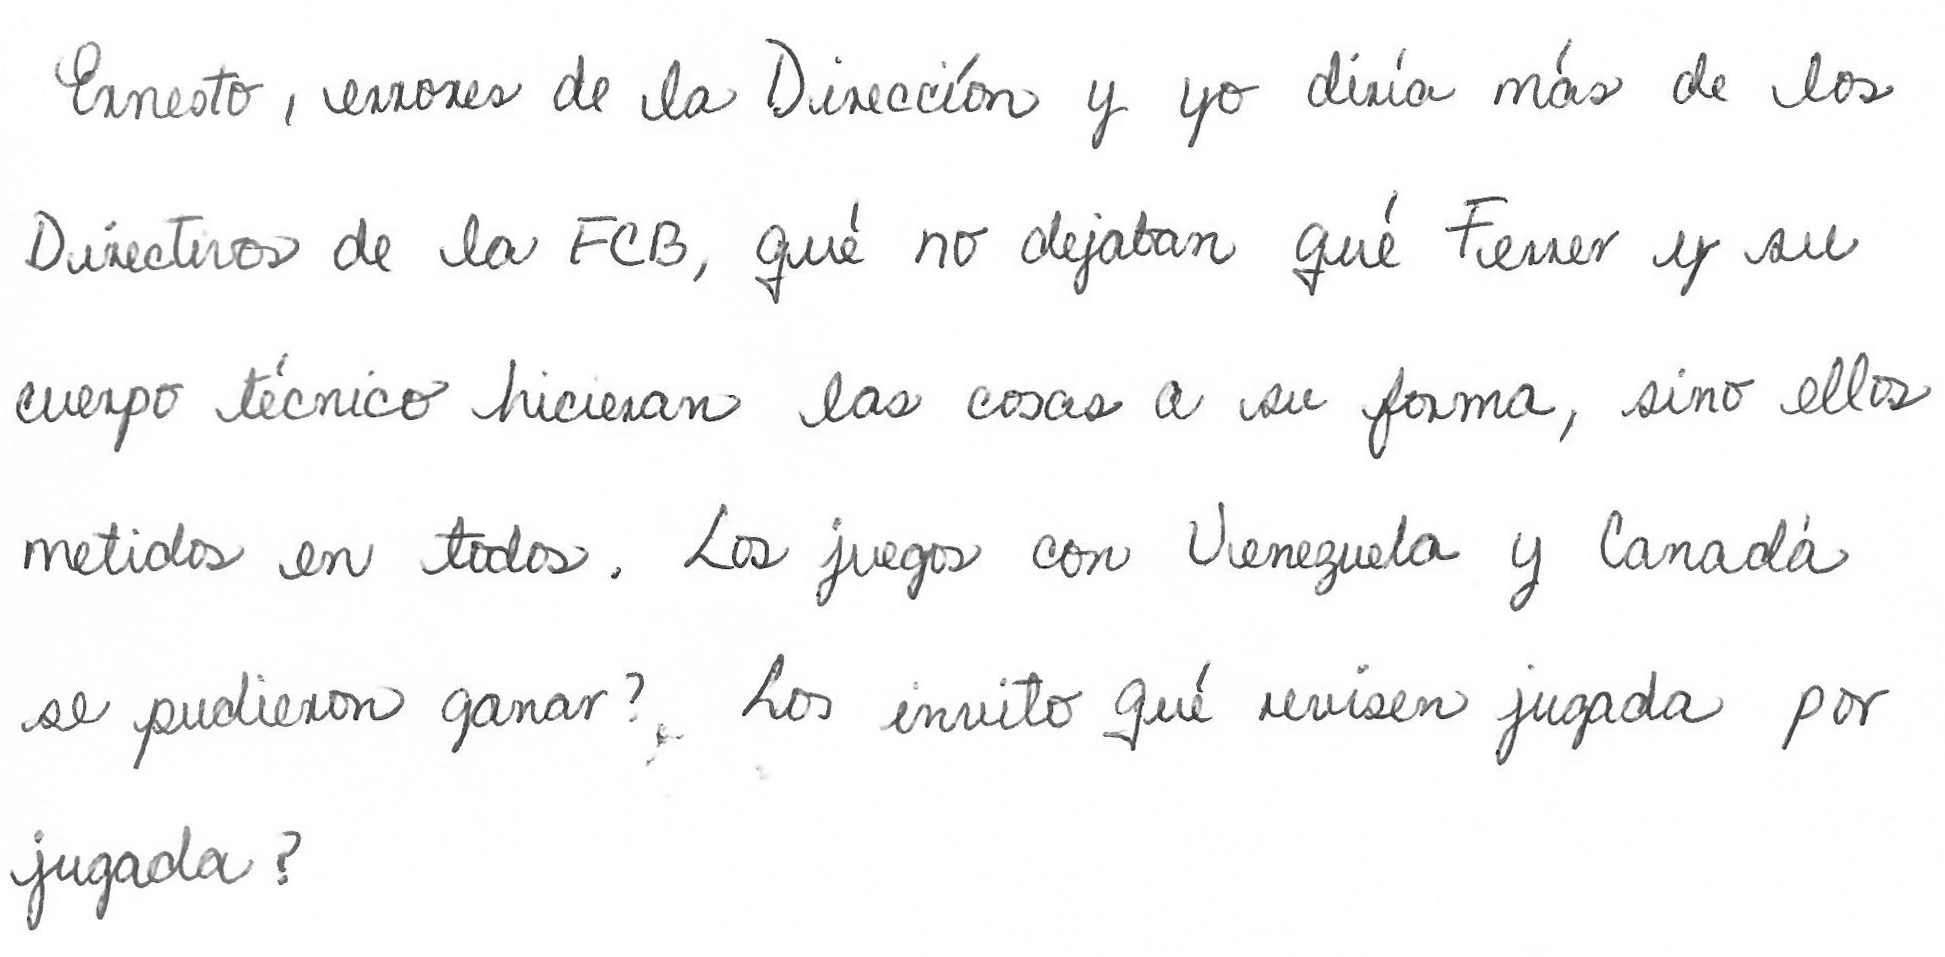 Ernesto, errores de la Dirección y yo diría más de los
Directivos de la FCB, qué no dejaban qué Ferrer y su
cuerpo técnico hicieran las cosas a su forma, sino ellos
metidos en todos. Los juegos con Venezuela y Canadá
se pudieron ganar?. Los invito qué revisen jugada por
jugada?